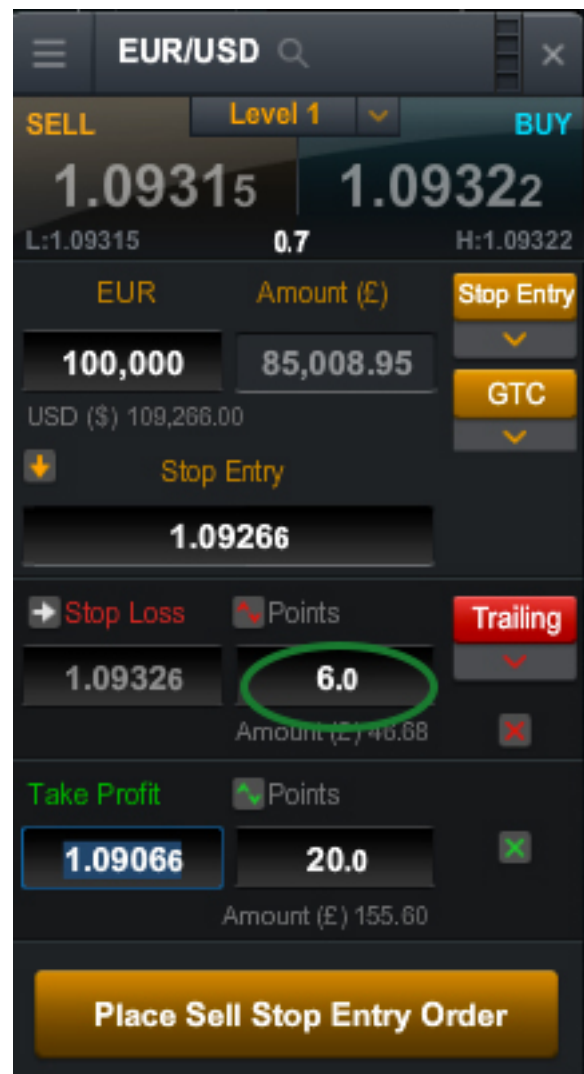 EUR/USD
SELL Level 1 BUY
1.09315 1.09322
L:1.09315 0.7 H:1.09322
EUR Amount (£) Stop Entry
100,000 85,008.95
GTC
USD ($) 109,266.00
Stop Entry
1.09266
Stop Loss Points Trailing
1.09326 6.0
Amount (£) 46.68
Take Profit Points
1.09066 20.0
Amount (£) 155.60
Place Sell Stop Entry Order